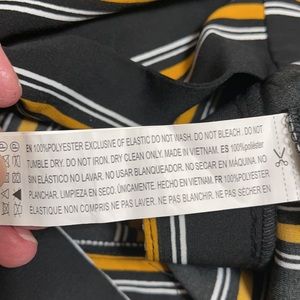 EN 100%POLYESTER EXCLUSIVE OF ELASTIC DO NOT WASH. DO NOT BLEACH . DO NOT
TUMBLE DRY. DO NOT IRON. DRY CLEAN ONLY. MADE IN VIETNAM. ES 100%POLIÉSTER
SIN ELÁSTICO NO LAVAR. NO USAR BLANQUEADOR. NO SECAR EN MAQUINA NO
PLANCHAR, LIMPIEZA EN SECO. ÚNICAMENTE. HECHO EN VIETNAM. FR 100%POLYESTER
ELASTIQUE NON COMPRIS NE PAS LAVER. NE PAS BLANCHIR. NE PAS SÉCHER EN